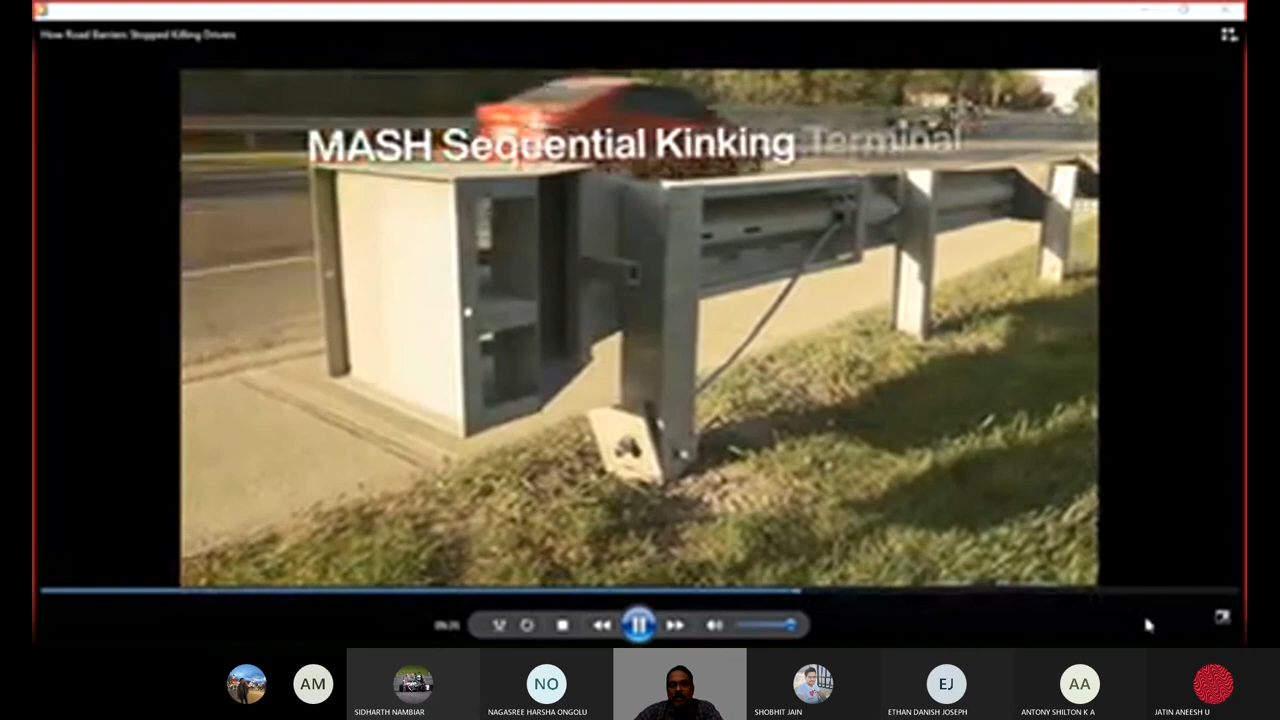 How Road Barriers Stopped Killing Drivers
MASH Sequential Kinking Terminal
AM
NO
EJ
AA
SIDHARTH NAMBIAR
NAGASREE HARSHA ONGOLU
SHOBHIT JAIN
ETHAN DANISH JOSEPH
ANTONY SHILTON K A
JATIN ANEESH U